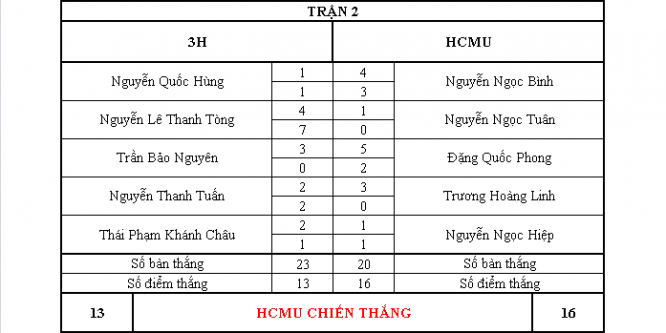 TRẬN 2
3H HCMU
Nguyễn Quốc Hùng 1 4 Nguyễn Ngọc Bình
1 3
Nguyễn Lê Thanh Tòng 4 1 Nguyễn Ngọc Tuân
7 0
Trần Bảo Nguyên 3 5 Đặng Quốc Phong
0 2
Nguyễn Thanh Tuấn 2 3 Trương Hoàng Linh
2 0
Thái Phạm Khánh Châu 2 1 Nguyễn Ngọc Hiệp
1 1
Số bàn thắng 23 20 Số bàn thắng
Số điểm thắng 13 16 Số điểm thắng
13 HCMU CHIẾN THẮNG 16